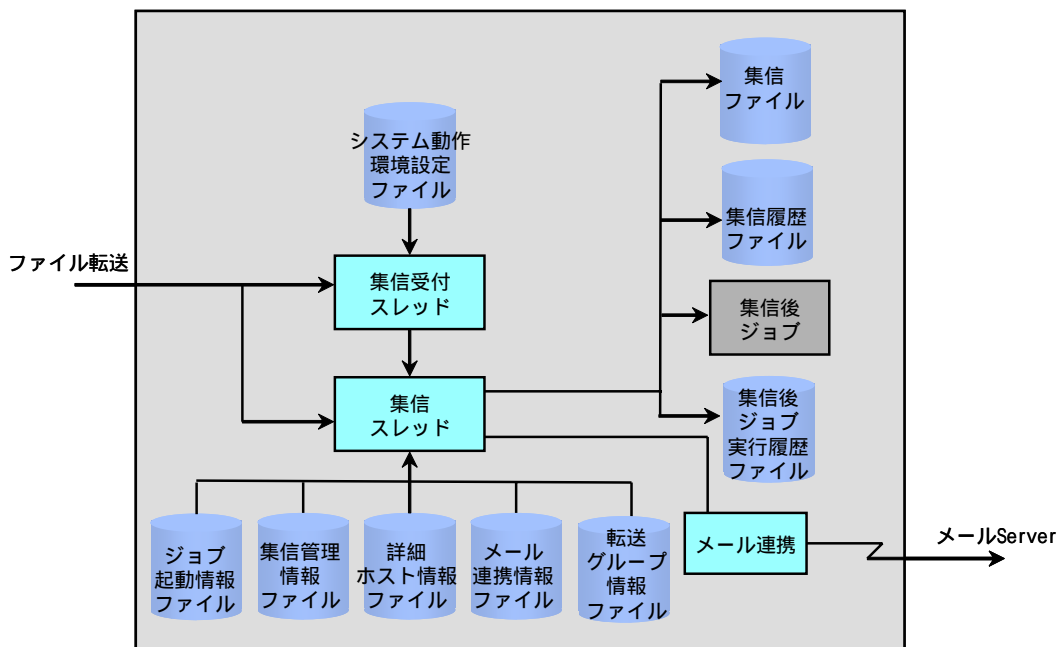 集信
ファイル
システム動作
環境設定
ファイル
集信履歴
ファイル
ファイル転送
集信受付
スレッド
集信後
ジョブ
集信
スレッド
集信後
ジョブ
実行履歴
ファイル
ジョブ
起動情報
ファイル
集信管理
情報
ファイル
詳細
ホスト情報
ファイル
メール
連携情報
ファイル
転送
グループ
情報
ファイル
メール連携
メールServer